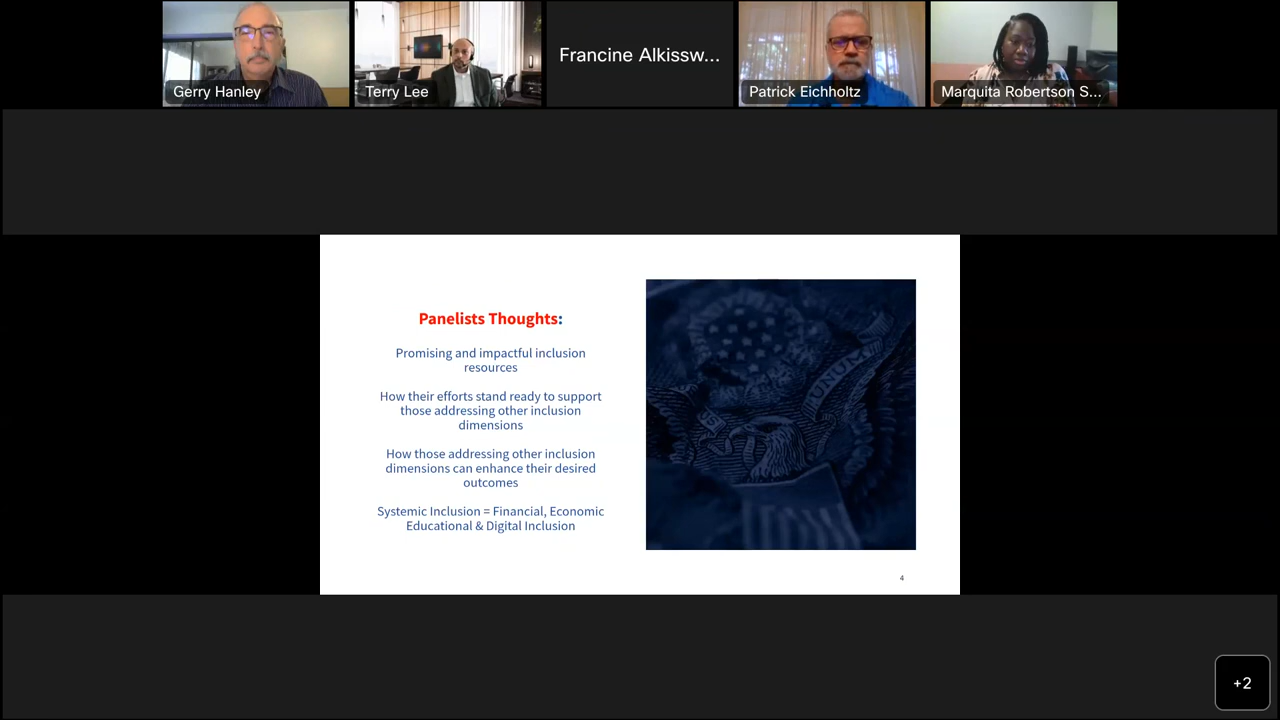 Gerry Hanley
Terry Lee
Francine Alkissw...
Patrick Eichholtz
Marquita Robertson S...
Panelists Thoughts:
Promising and impactful inclusion
resources
How their efforts stand ready to support
those addressing other inclusion
dimensions
How those addressing other inclusion
dimensions can enhance their desired
outcomes
Systemic Inclusion = Financial, Economic
Educational & Digital Inclusion
4
+2